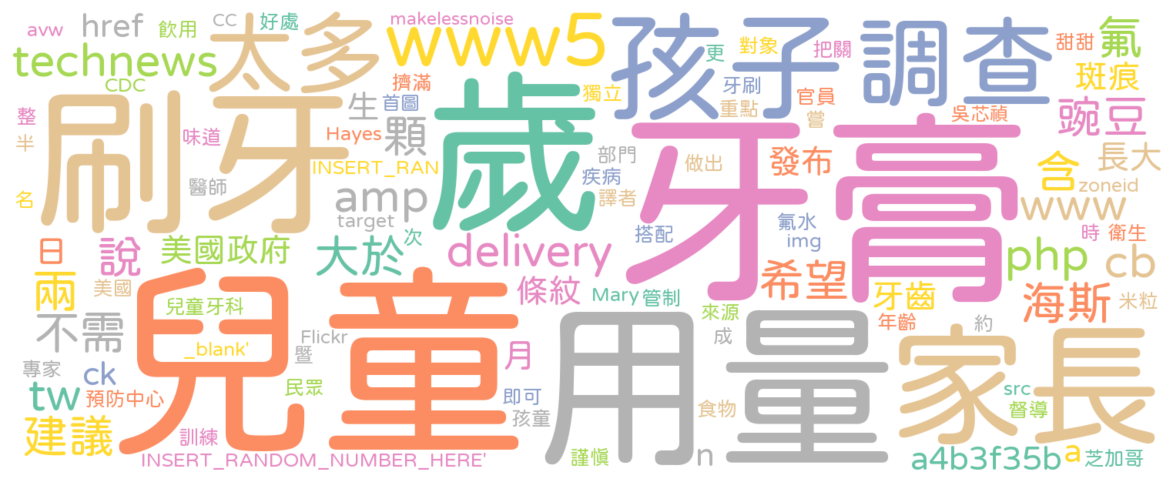 avw
href
飲用
CC
好處
太多
makelessnoise
www5
孩子
更
對象
把關
調查
甜甜
氟
technews
CDC
擠滿
首圖
獨立
牙刷
重點
官員
斑痕
整
半
刷牙
味道
生
顆
Hayes
歲
嘗
吳芯禎
豌豆
INSERT_RAN
部門
做出
牙膏
發布
含
長大
名
醫師
amp
疾病
譯者
zoneid
target
www
日
說
美國政府
大於
次
delivery
搭配
氟水
img
時
衛生
php
cb
兩
美國
兒童牙科
條紋
Mary
管制
希望
牙齒
海斯
米粒
不需
_blank'
Flickr
暨
月
來源
成
年齡
約
專家
ck
tw
預防中心
民眾
兒童
即可
孩童
用量
食物
家長
src
督導
建議
訓練
INSERT_RANDOM_NUMBER_HERE'
謹慎
n
a4b3f35b
a
芝加哥